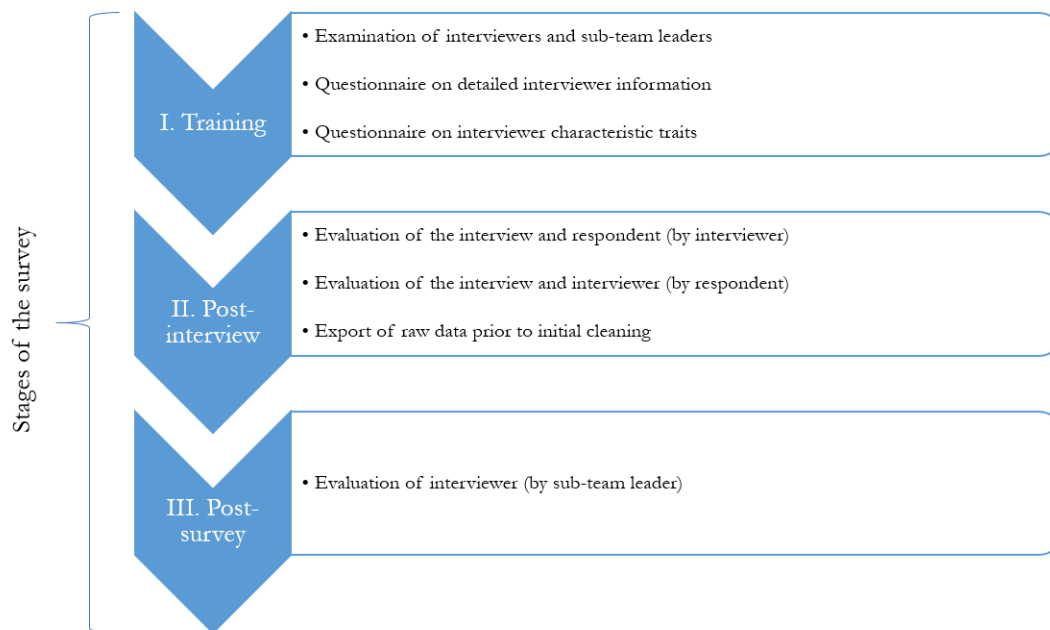 Stages of the survey
I. Training
• Examination of interviewers and sub-team leaders
• Questionnaire on detailed interviewer information
• Questionnaire on interviewer characteristic traits
II. Post-
interview
• Evaluation of the interview and respondent (by interviewer)
• Evaluation of the interview and interviewer (by respondent)
• Export of raw data prior to initial cleaning
III. Post-
survey
• Evaluation of interviewer (by sub-team leader)